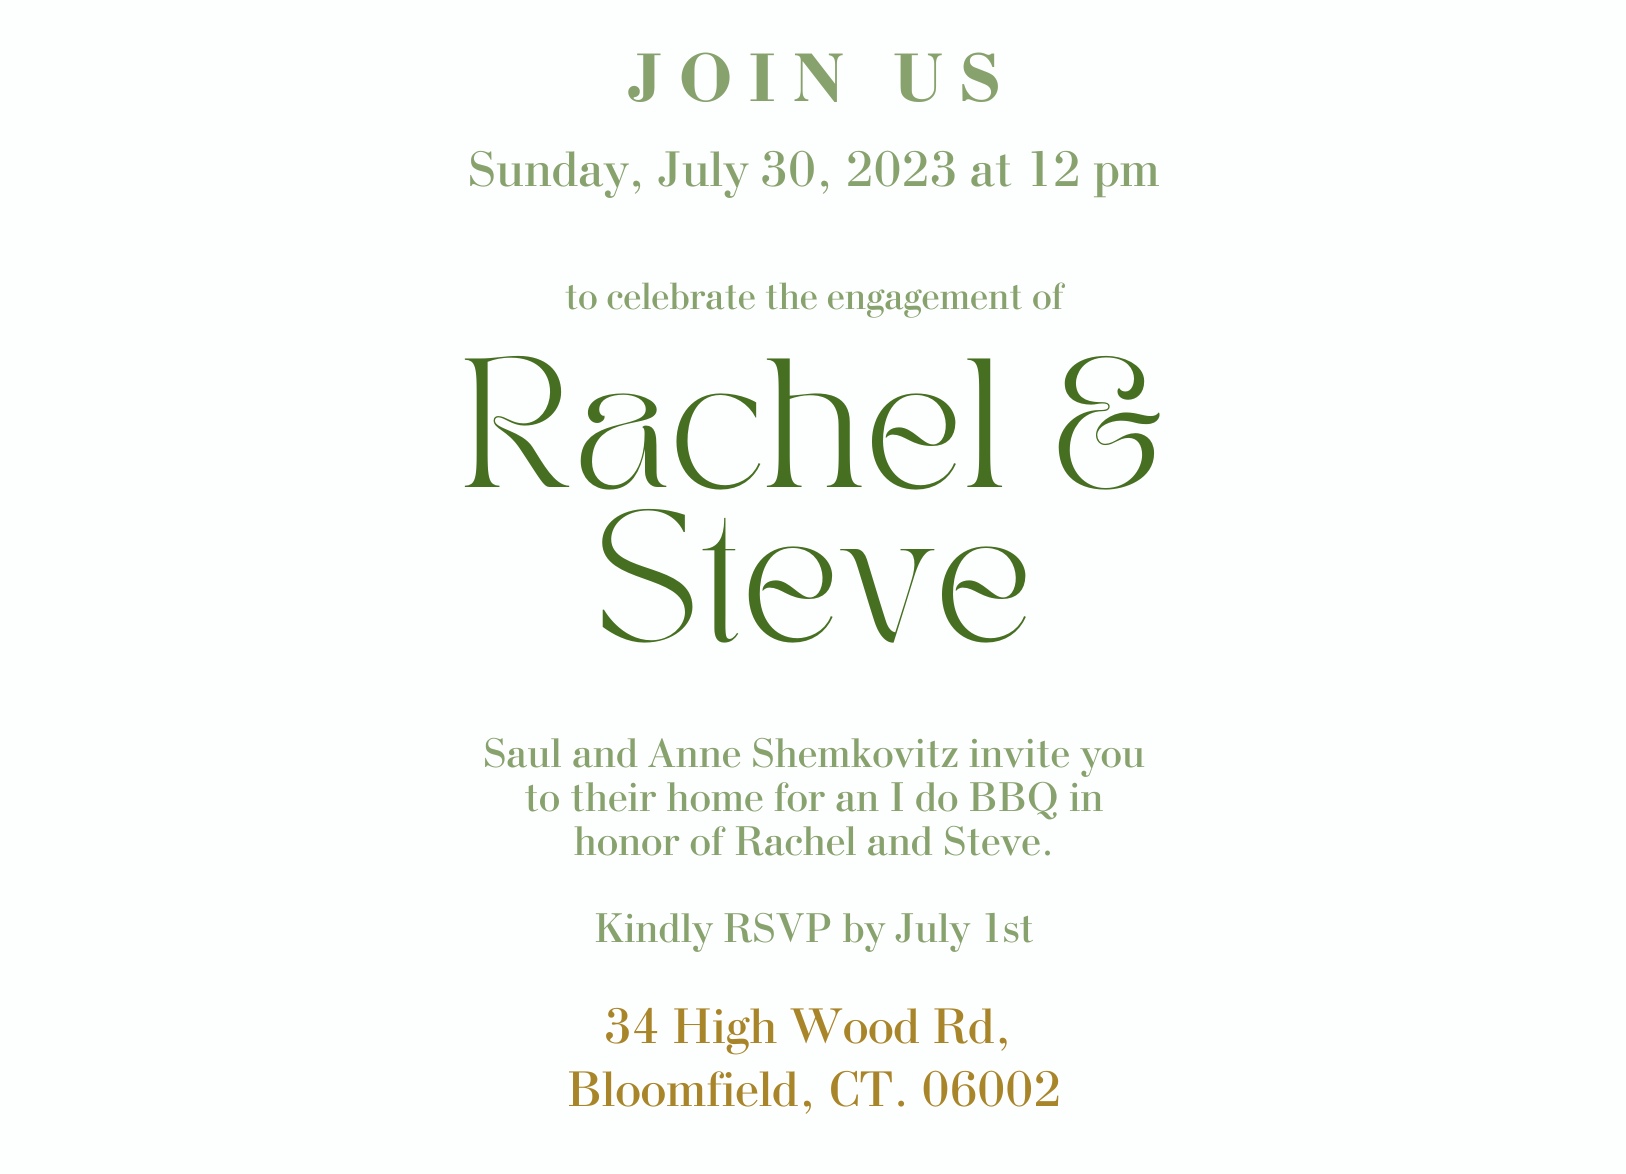 JOIN US
Sunday, July 30, 2023 at 12 pm
to celebrate the engagement of
Rachel &
Steve
Saul and Anne Shemkovitz invite you
to their home for an I do BBQ in
honor of Rachel and Steve.
Kindly RSVP by July 1st
34 High Wood Rd,
Bloomfield, CT. 06002